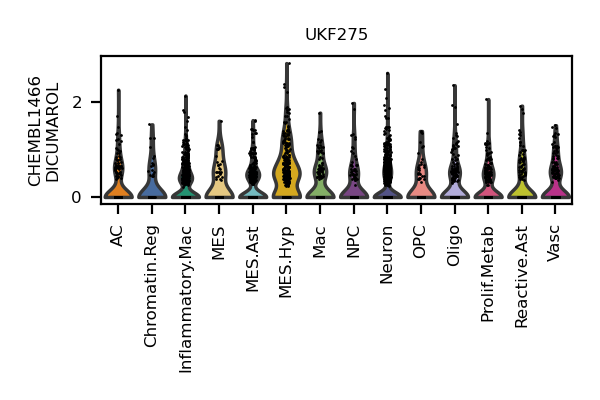 UKF275
CHEMBL1466
DICUMAROL
2
0
AC
Chromatin.Reg
Inflammatory.Mac
MES
MES.Ast
MES.Hyp
Mac
NPC
Neuron
OPC
Oligo
Prolif.Metab
Reactive.Ast
Vasc